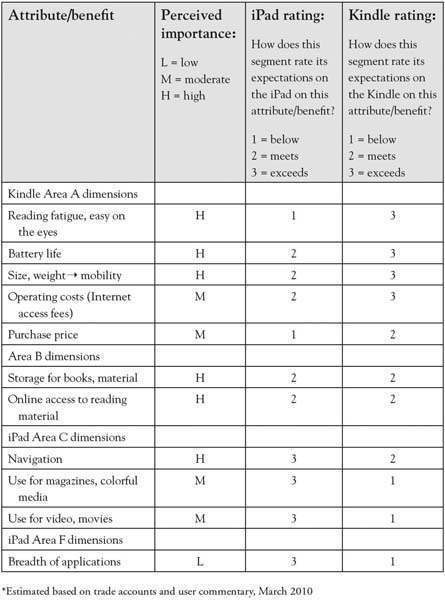 Attribute/benefit Perceived importance: iPad rating: Kindle rating:
L = low
M = moderate
H = high
How does this segment rate its expectations on the iPad on this attribute/benefit?
1 = below
2 = meets
3 = exceeds
How does this segment rate its expectations on the Kindle on this attribute/benefit?
1 = below
2 = meets
3 = exceeds
Kindle Area A dimensions
Reading fatigue, easy on the eyes H 1 3
Battery life H 2 3
Size, weight→ mobility H 2 3
Operating costs (Internet access fees) M 2 3
Purchase price M 1 2
Area B dimensions
Storage for books, material H 2 2
Online access to reading material H 2 2
iPad Area C dimensions
Navigation H 3 2
Use for magazines, colorful media M 3 1
Use for video, movies M 3 1
iPad Area F dimensions
Breadth of applications L 3 1
*Estimated based on trade accounts and user commentary, March 2010